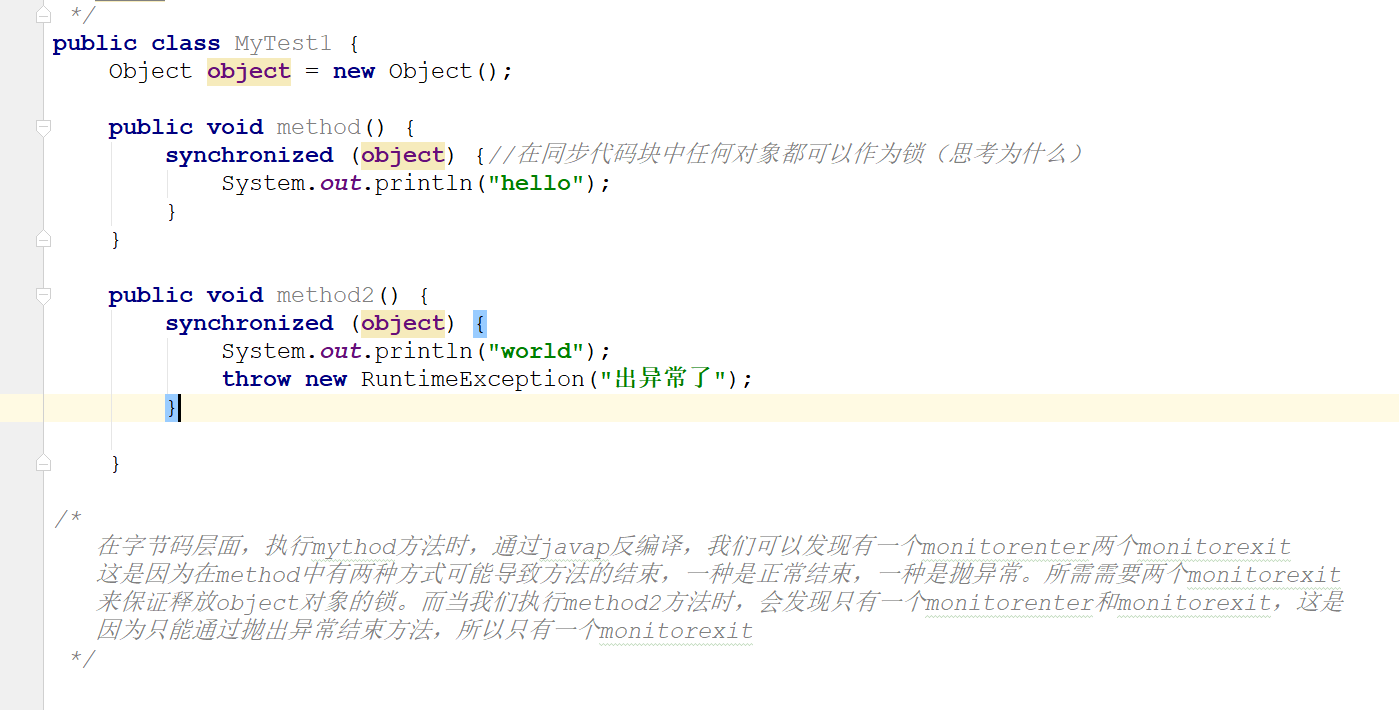 */
public class MyTest1 {
Object object = new Object();
public void method() {
synchronized (object) {//在同步代码块中任何对象都可以作为锁（思考为什么）
System.out.println("hello");
}
}
public void method2() {
synchronized (object) {
System.out.println("world");
throw new RuntimeException("出异常了");
}
}
/*
在字节码层面，执行mythod方法时，通过javap反编译，我们可以发现有一个monitorenter两个monitorexit
这是因为在method中有两种方式可能导致方法的结束，一种是正常结束，一种是抛异常。所需需要两个monitorexit
来保证释放object对象的锁。而当我们执行method2方法时，会发现只有一个monitorenter和monitorexit，这是
因为只能通过抛出异常结束方法，所以只有一个monitorexit
*/